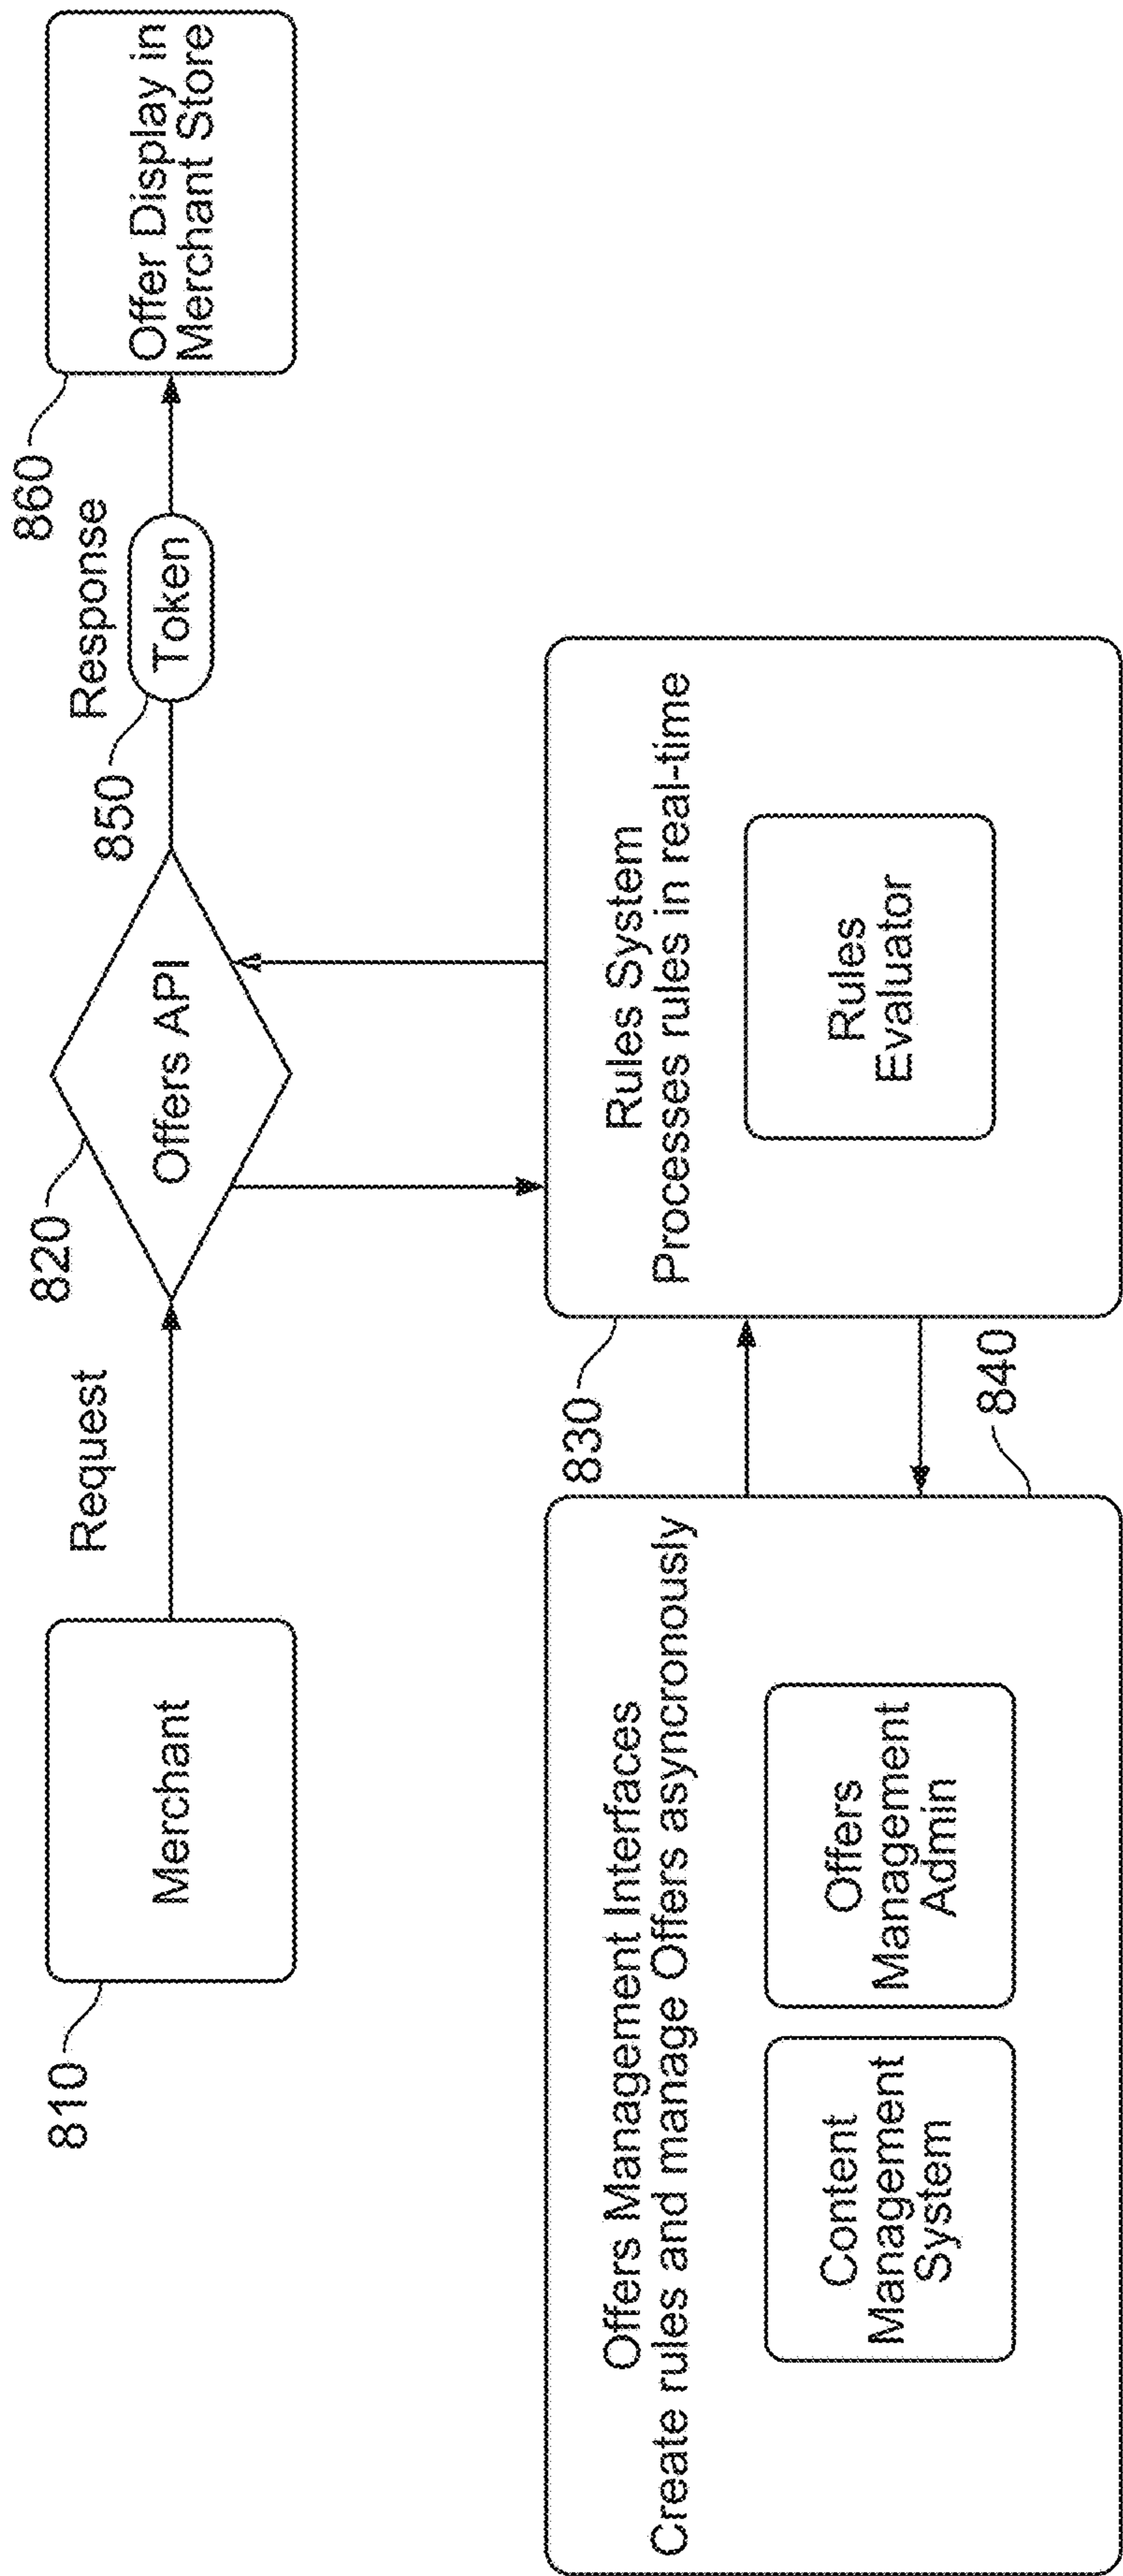 810
Merchant
Request
820
Offers API
850
Response
Token
860
Offer Display in
Merchant Store
Offers Management Interfaces
Create rules and manage Offers asyncronously
Content
Management
System
Offers
Management
Admin
840
830
Rules System
Processes rules in real-time
Rules
Evaluator